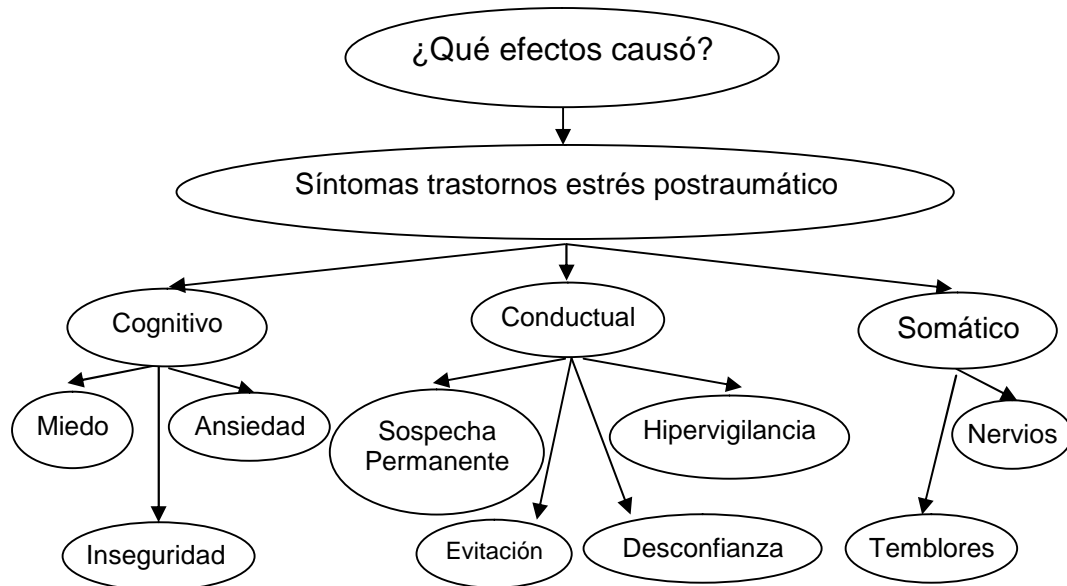 ¿Qué efectos causó?
Síntomas trastornos estrés postraumático
Cognitivo
Conductual
Somático
Miedo
Ansiedad
Sospecha
Permanente
Hipervigilancia
Nervios
Inseguridad
Evitación
Desconfianza
Temblores